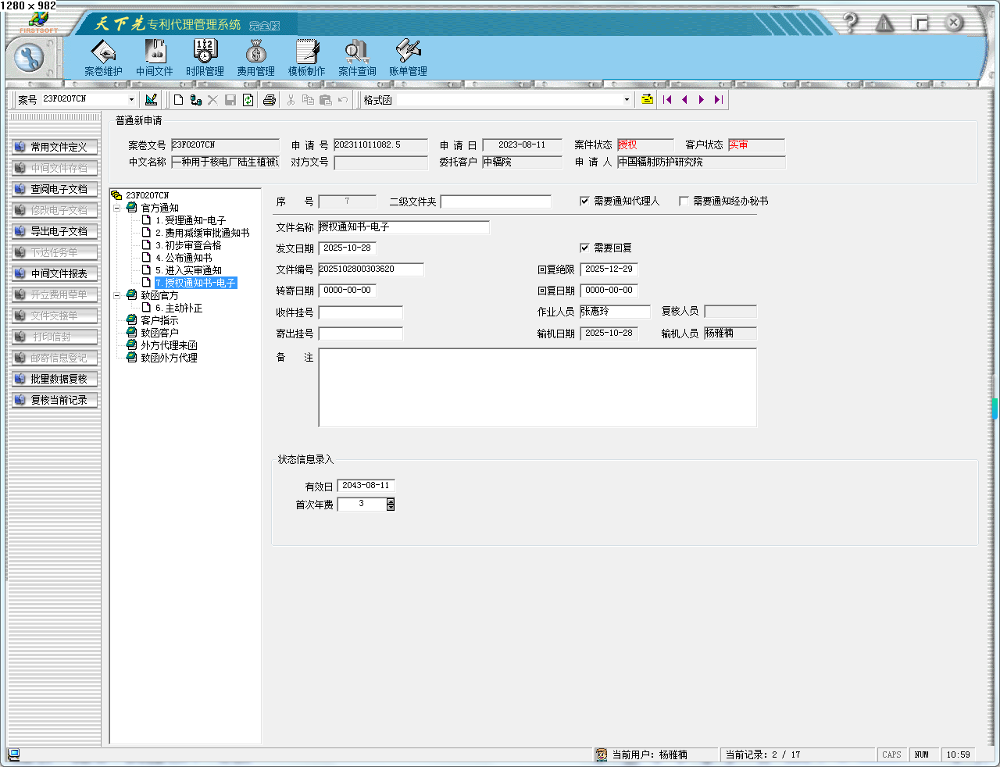 1280 × 982
FIRSTSOFT
天下先专利代理管理系统 完全版
案卷维护 中间文件 时限管理 费用管理 模板制作 案件查询 账单管理
案号 23F0207CN 格式函
普通新申请
案卷文号 23F0207CN 申请号 202311011082.5 申请日 2023-08-11 案件状态 授权 客户状态 实审
中文名称 一种用于核电厂陆生植被 对方文号 委托客户 中辐院 申请人 中国辐射防护研究院
常用文件定义
中间文件存档
查阅电子文档
修改电子文档
导出电子文档
下达任务单
中间文件报表
开立费用草单
文件交接单
打印信封
邮寄信息登记
批量数据复核
复核当前记录
23F0207CN
官方通知
1. 受理通知-电子
2. 费用减缓审批通知书
3. 初步审查合格
4. 公布通知书
5. 进入实审通知
7. 授权通知书-电子
致函官方
6. 主动补正
客户指示
致函客户
外方代理来函
致函外方代理
序号 7 二级文件夹 需要通知代理人 需要通知经办秘书
文件名称 授权通知书-电子
发文日期 2025-10-28 需要回复
文件编号 2025102800303620 回复绝限 2025-12-29
转寄日期 0000-00-00 回复日期 0000-00-00
收件挂号 作业人员 张惠玲 复核人员
寄出挂号 输机日期 2025-10-28 输机人员 杨雅楠
备注
状态信息录入
有效日 2043-08-11
首次年费 3
当前用户: 杨雅楠 当前记录: 2 / 17 CAPS NUM 10:59